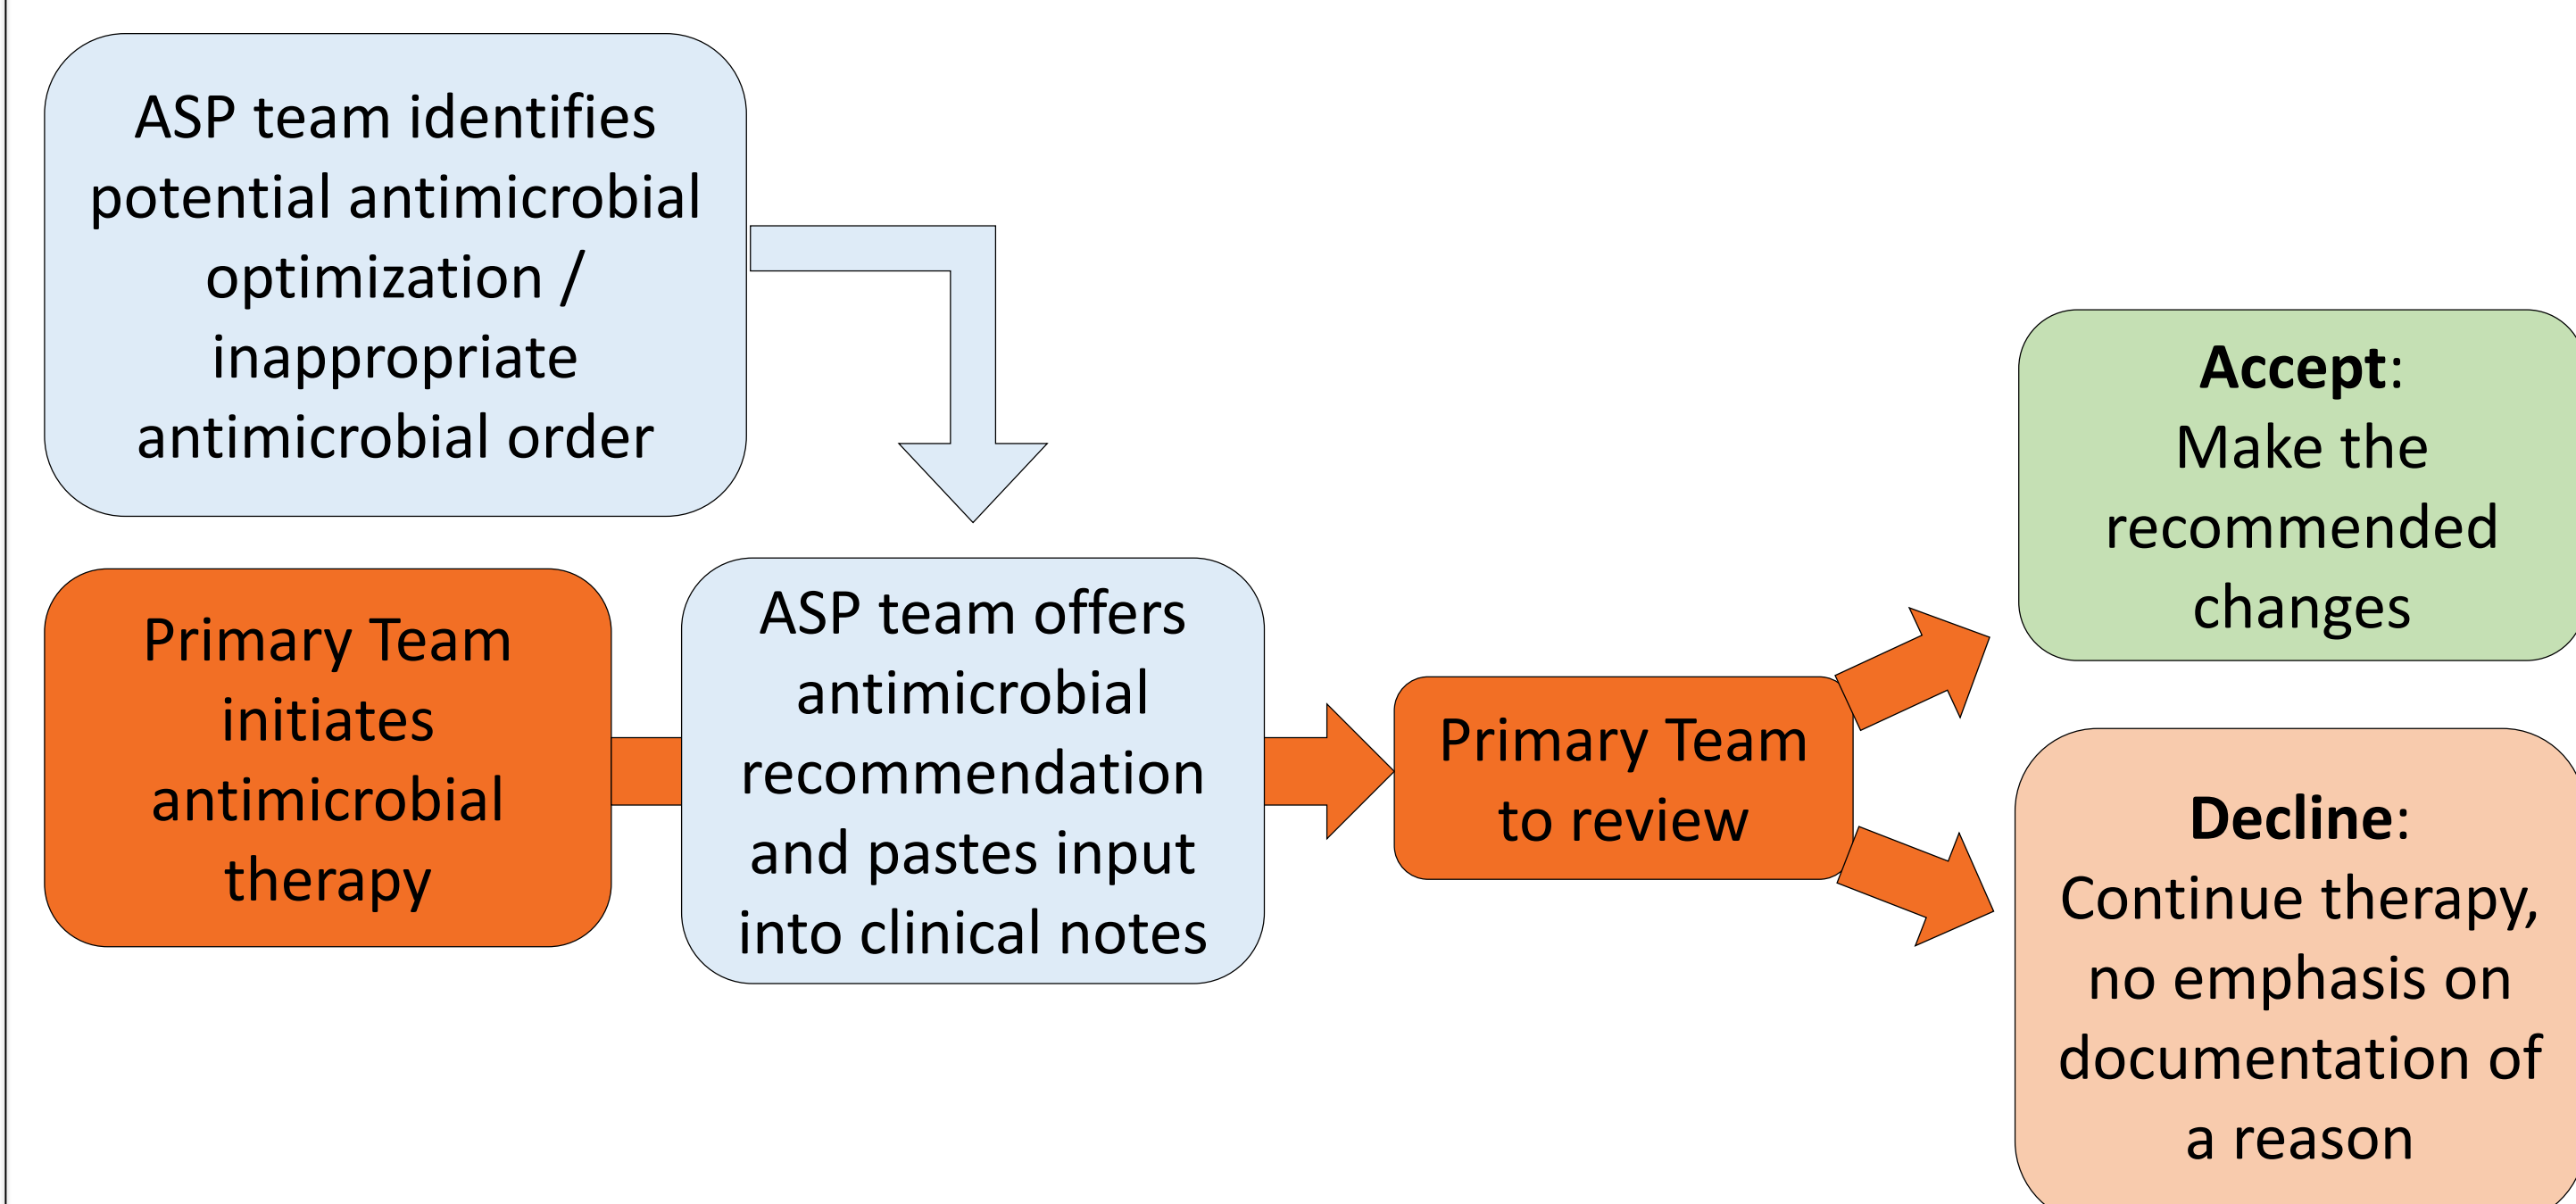 ASP team identifies
potential antimicrobial
optimization /
inappropriate
antimicrobial order
Primary Team
initiates
antimicrobial
therapy
ASP team offers
antimicrobial
recommendation
and pastes input
into clinical notes
Primary Team
to review
Accept:
Make the
recommended
changes
Decline:
Continue therapy,
no emphasis on
documentation of
a reason